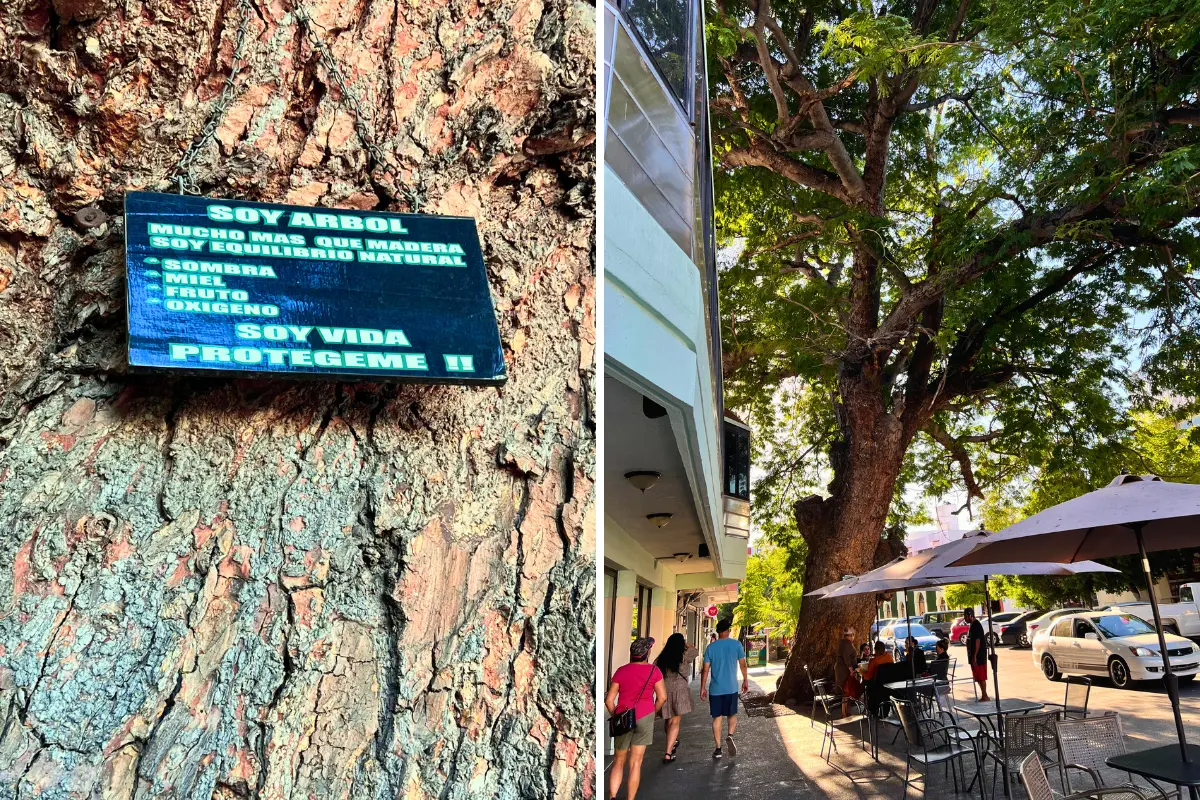 SOY ARBOL
MUCHO MAS QUE MADERA
SOY EQUILIBRIO NATURAL
SOMBRA
MIEL
FRUTO
OXIGENO
SOY VIDA
PROTEGEME !!